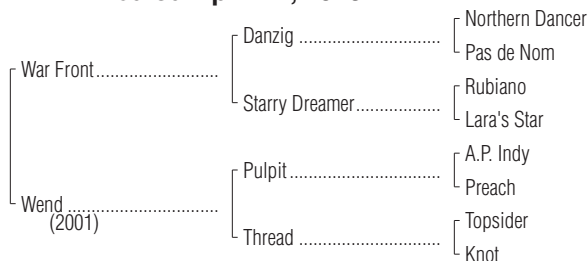 Northern Dancer
Danzig
Pas de Nom
War Front
Rubiano
Starry Dreamer
Lara's Star
A.P. Indy
Pulpit
Preach
Wend
(2001)
Topsider
Thread
Knot